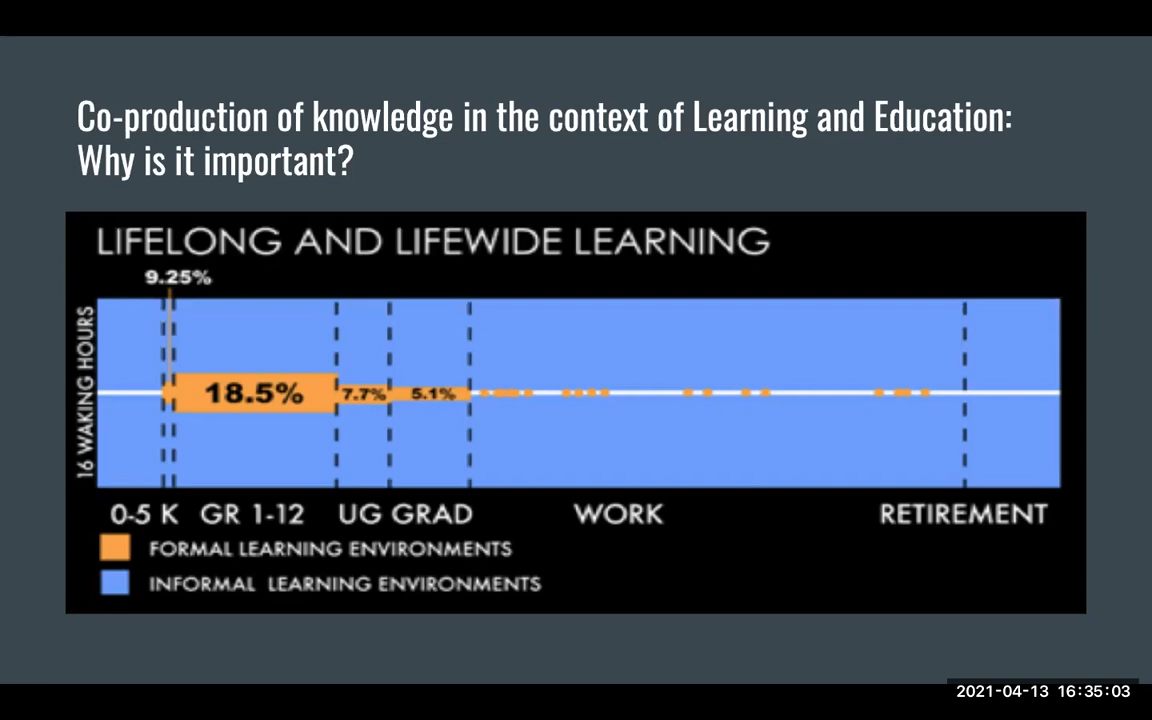 Co-production of knowledge in the context of Learning and Education:
Why is it important?
LIFELONG AND LIFEWIDE LEARNING
9.25%
16 WAKING HOURS
18.5%
7.7%
5.1%
0-5 K GR 1-12 UG GRAD WORK RETIREMENT
FORMAL LEARNING ENVIRONMENTS
INFORMAL LEARNING ENVIRONMENTS
2021-04-13 16:35:03